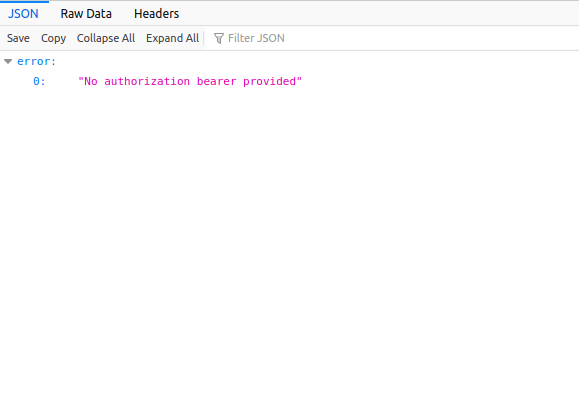 JSON Raw Data Headers
Save Copy Collapse All Expand All Filter JSON
error:
0: "No authorization bearer provided"